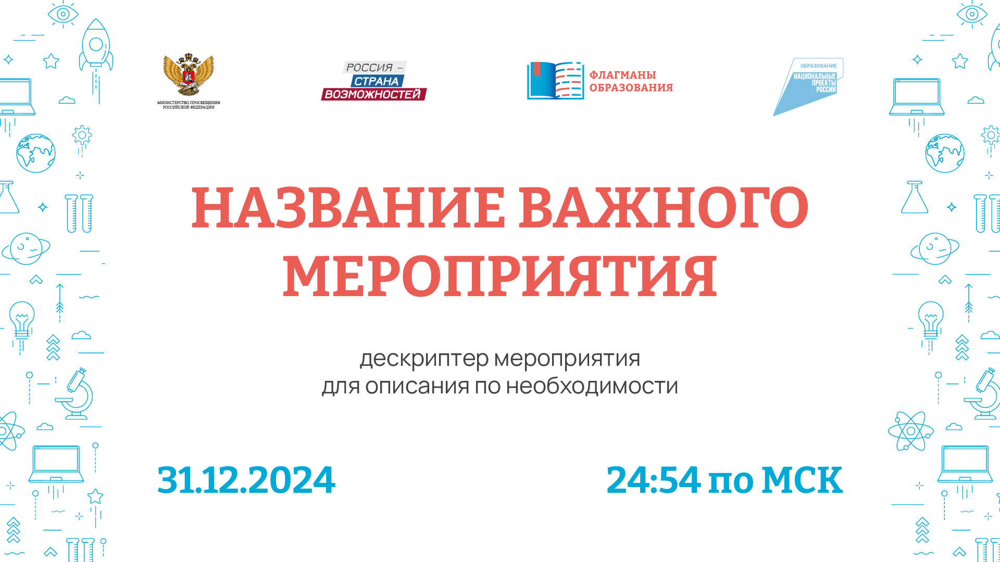 МИНИСТЕРСТВО ПРОСВЕЩЕНИЯ
РОССИЙСКОЙ ФЕДЕРАЦИИ
РОССИЯ –
СТРАНА
ВОЗМОЖНОСТЕЙ
ФЛАГМАНЫ
ОБРАЗОВАНИЯ
ОБРАЗОВАНИЕ
НАЦИОНАЛЬНЫЕ
ПРОЕКТЫ
РОССИИ
НАЗВАНИЕ ВАЖНОГО
МЕРОПРИЯТИЯ
дескриптер мероприятия
для описания по необходимости
31.12.2024
24:54 по МСК